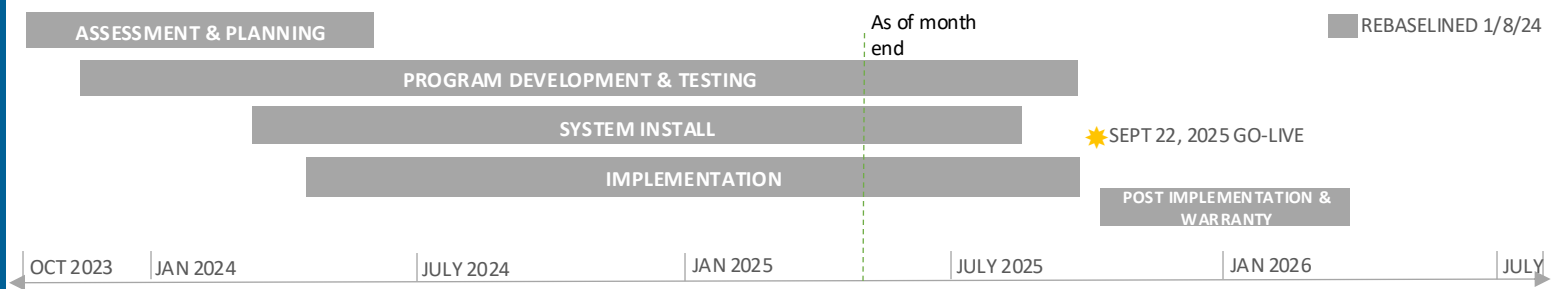 ASSESSMENT & PLANNING
As of month
end
REBASELINED 1/8/24
PROGRAM DEVELOPMENT & TESTING
SYSTEM INSTALL
SEPT 22, 2025 GO-LIVE
IMPLEMENTATION
POST IMPLEMENTATION &
WARRANTY
OCT 2023
JAN 2024
JULY 2024
JAN 2025
JULY 2025
JAN 2026
JULY